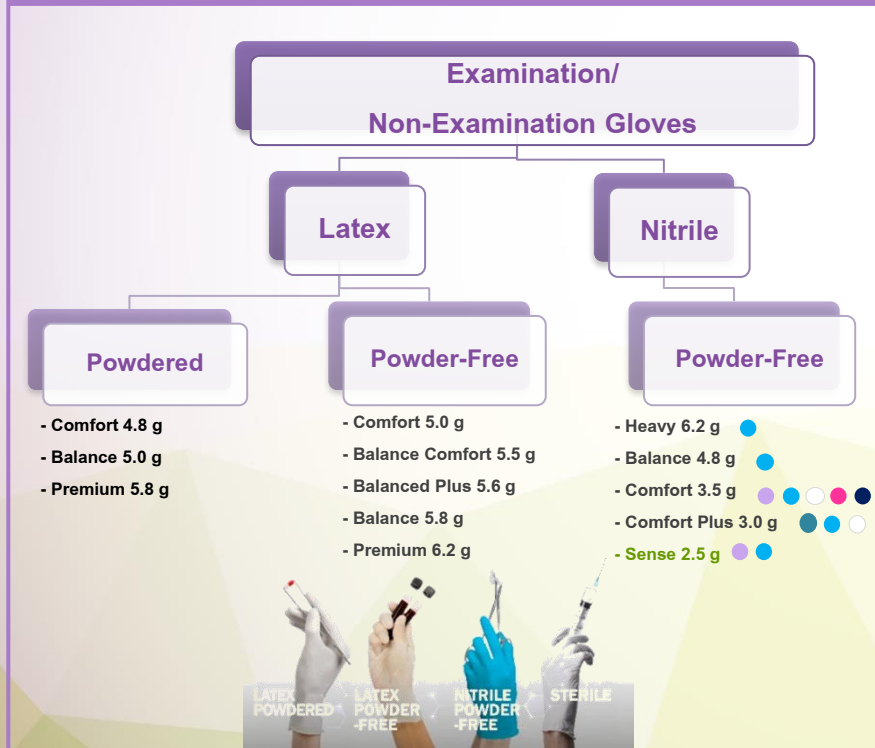 Examination/
Non-Examination Gloves
Latex
Nitrile
Powdered
Powder-Free
Powder-Free
- Comfort 4.8 g
- Balance 5.0 g
- Premium 5.8 g
- Comfort 5.0 g
- Balance Comfort 5.5 g
- Balanced Plus 5.6 g
- Balance 5.8 g
- Premium 6.2 g
- Heavy 6.2 g
- Balance 4.8 g
- Comfort 3.5 g
- Comfort Plus 3.0 g
- Sense 2.5 g
LATEX
POWDERED
LATEX
POWDER
-FREE
NITRILE
POWDER
-FREE
STERILE